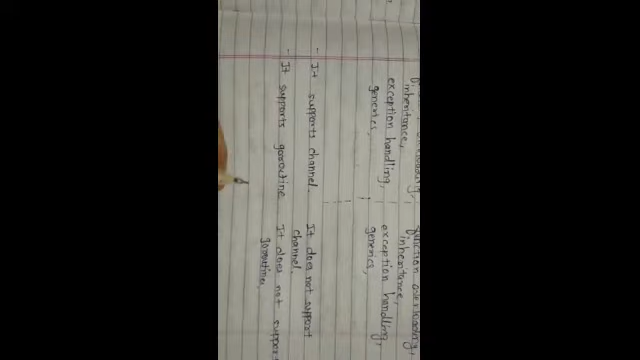 overloading, function overloading,
inheritance, inheritance,
exception handling, exception handling,
generics, generics,
- It supports channel. It does not support
channel.
- It supports goroutine It does not support
goroutine.